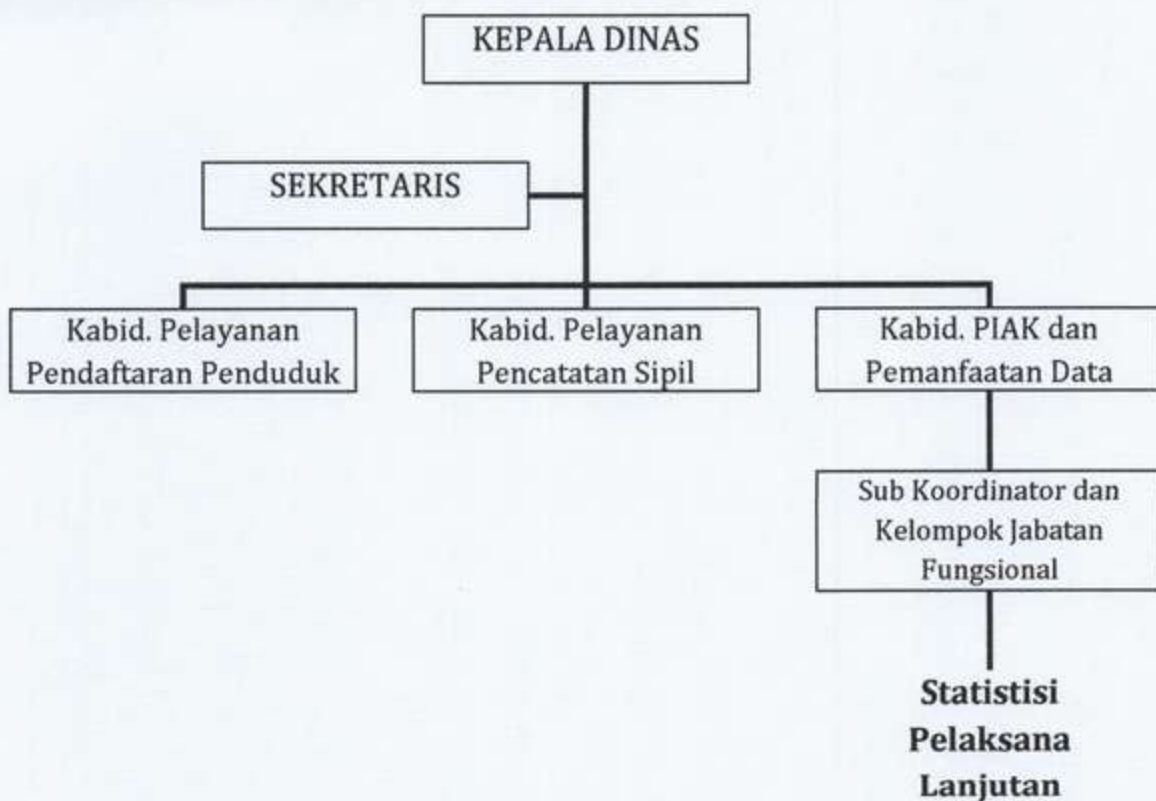 KEPALA DINAS
SEKRETARIS
Kabid. Pelayanan
Pendaftaran Penduduk
Kabid. Pelayanan
Pencatatan Sipil
Kabid. PIAK dan
Pemanfaatan Data
Sub Koordinator dan
Kelompok Jabatan
Fungsional
Statistisi
Pelaksana
Lanjutan